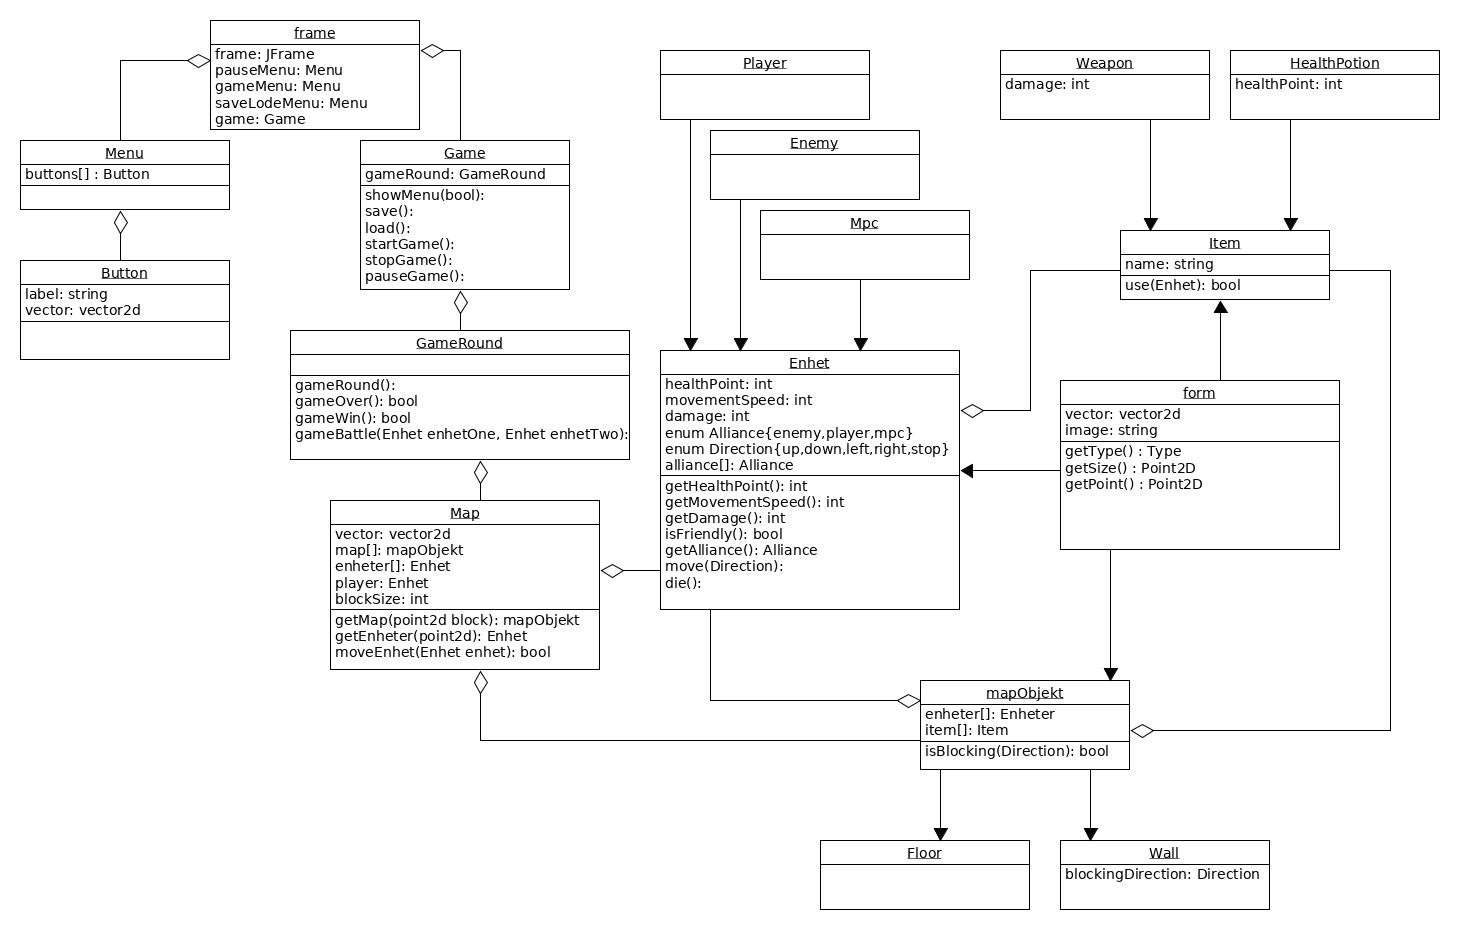 frame
frame: JFrame
pauseMenu: Menu
gameMenu: Menu
saveLodeMenu: Menu
game: Game
Menu
buttons[] : Button
Button
label: string
vector: vector2d
Game
gameRound: GameRound
showMenu(bool):
save():
load():
startGame():
stopGame():
pauseGame():
GameRound
gameRound():
gameOver(): bool
gameWin(): bool
gameBattle(Enhet enhetOne, Enhet enhetTwo):
Map
vector: vector2d
map[]: mapObjekt
enheter[]: Enhet
player: Enhet
blockSize: int
getMap(point2d block): mapObjekt
getEnheter(point2d): Enhet
moveEnhet(Enhet enhet): bool
Player
Enemy
Mpc
Enhet
healthPoint: int
movementSpeed: int
damage: int
enum Alliance{enemy,player,mpc}
enum Direction{up,down,left,right,stop}
alliance[]: Alliance
getHealthPoint(): int
getMovementSpeed(): int
getDamage(): int
isFriendly(): bool
getAlliance(): Alliance
move(Direction):
die():
Weapon
damage: int
HealthPotion
healthPoint: int
Item
name: string
use(Enhet): bool
form
vector: vector2d
image: string
getType() : Type
getSize() : Point2D
getPoint() : Point2D
mapObjekt
enheter[]: Enheter
item[]: Item
isBlocking(Direction): bool
Floor
Wall
blockingDirection: Direction